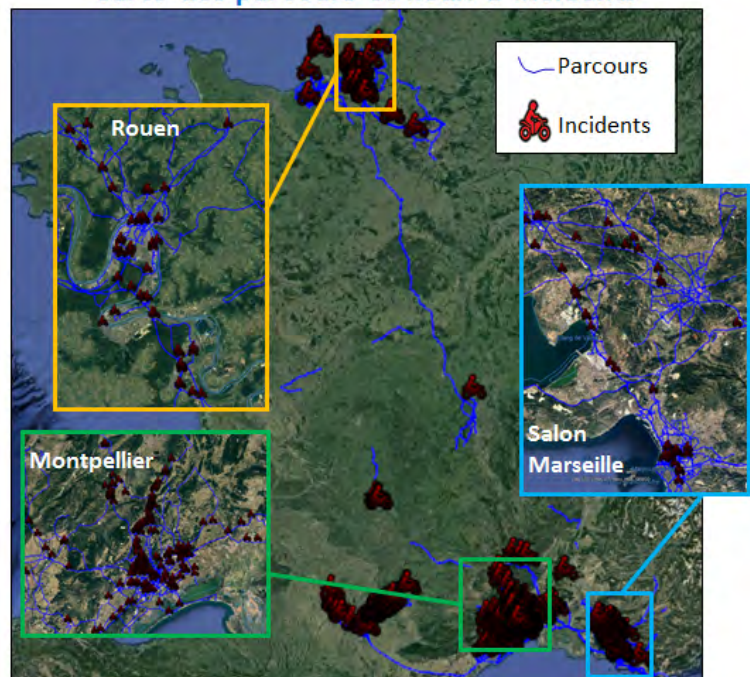 Parcours
Incidents
Rouen
Montpellier
Salon
Marseille